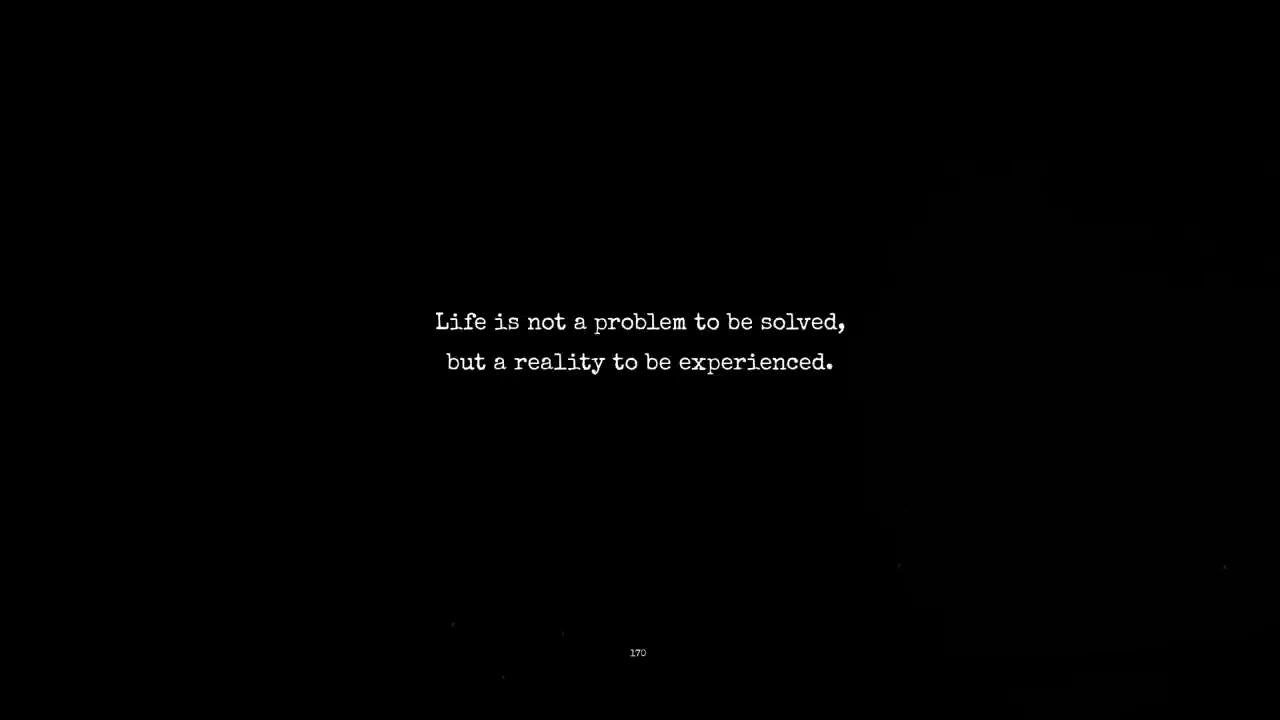 Life is not a problem to be solved,
but a reality to be experienced.
170